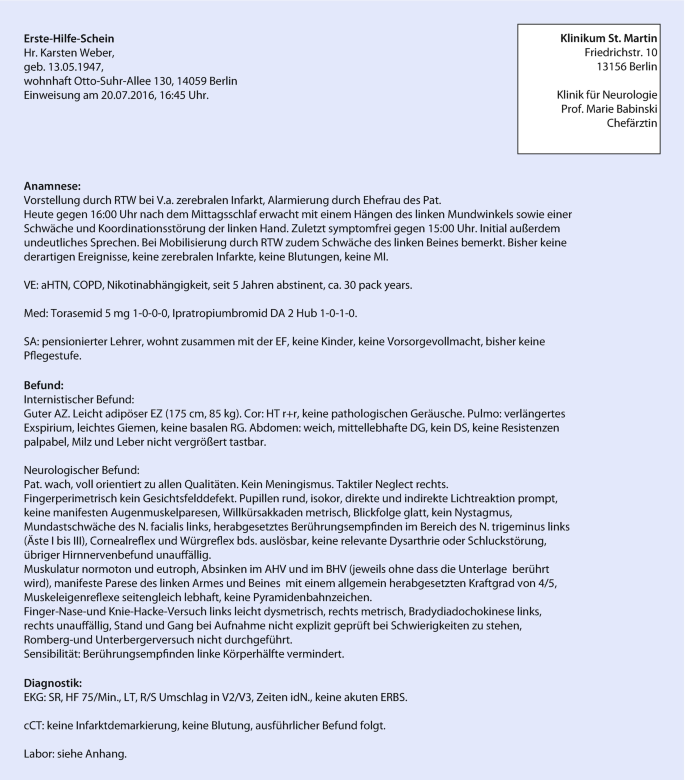 Erste-Hilfe-Schein
Hr. Karsten Weber,
geb. 13.05.1947,
wohnhaft Otto-Suhr-Allee 130, 14059 Berlin
Einweisung am 20.07.2016, 16:45 Uhr.
Klinikum St. Martin
Friedrichstr. 10
13156 Berlin
Klinik für Neurologie
Prof. Marie Babinski
Chefärztin
Anamnese:
Vorstellung durch RTW bei V.a. zerebralen Infarkt, Alarmierung durch Ehefrau des Pat.
Heute gegen 16:00 Uhr nach dem Mittagsschlaf erwacht mit einem Hängen des linken Mundwinkels sowie einer
Schwäche und Koordinationsstörung der linken Hand. Zuletzt symptomfrei gegen 15:00 Uhr. Initial außerdem
undeutliches Sprechen. Bei Mobilisierung durch RTW zudem Schwäche des linken Beines bemerkt. Bisher keine
derartigen Ereignisse, keine zerebralen Infarkte, keine Blutungen, keine MI.
VE: aHTN, COPD, Nikotinabhängigkeit, seit 5 Jahren abstinent, ca. 30 pack years.
Med: Torasemid 5 mg 1-0-0-0, Ipratropiumbromid DA 2 Hub 1-0-1-0.
SA: pensionierter Lehrer, wohnt zusammen mit der EF, keine Kinder, keine Vorsorgevollmacht, bisher keine
Pflegestufe.
Befund:
Internistischer Befund:
Guter AZ. Leicht adipöser EZ (175 cm, 85 kg). Cor: HT r+r, keine pathologischen Geräusche. Pulmo: verlängertes
Exspirium, leichtes Giemen, keine basalen RG. Abdomen: weich, mittellebhafte DG, kein DS, keine Resistenzen
palpabel, Milz und Leber nicht vergrößert tastbar.
Neurologischer Befund:
Pat. wach, voll orientiert zu allen Qualitäten. Kein Meningismus. Taktiler Neglect rechts.
Fingerperimetrisch kein Gesichtsfelddefekt. Pupillen rund, isokor, direkte und indirekte Lichtreaktion prompt,
keine manifesten Augenmuskelparesen, Willkürsakkaden metrisch, Blickfolge glatt, kein Nystagmus,
Mundastschwäche des N. facialis links, herabgesetztes Berührungsempfinden im Bereich des N. trigeminus links
(Äste I bis III), Cornealreflex und Würgreflex bds. auslösbar, keine relevante Dysarthrie oder Schluckstörung,
übriger Hirnnervenbefund unauffällig.
Muskulatur normoton und eutroph, Absinken im AHV und im BHV (jeweils ohne dass die Unterlage berührt
wird), manifeste Parese des linken Armes und Beines mit einem allgemein herabgesetzten Kraftgrad von 4/5,
Muskeleigenreflexe seitengleich lebhaft, keine Pyramidenbahnzeichen.
Finger-Nase-und Knie-Hacke-Versuch links leicht dysmetrisch, rechts metrisch, Bradydiadochokinese links,
rechts unauffällig, Stand und Gang bei Aufnahme nicht explizit geprüft bei Schwierigkeiten zu stehen,
Romberg-und Unterbergerversuch nicht durchgeführt.
Sensibilität: Berührungsempfinden linke Körperhälfte vermindert.
Diagnostik:
EKG: SR, HF 75/Min., LT, R/S Umschlag in V2/V3, Zeiten idN., keine akuten ERBS.
cCT: keine Infarktdemarkierung, keine Blutung, ausführlicher Befund folgt.
Labor: siehe Anhang.